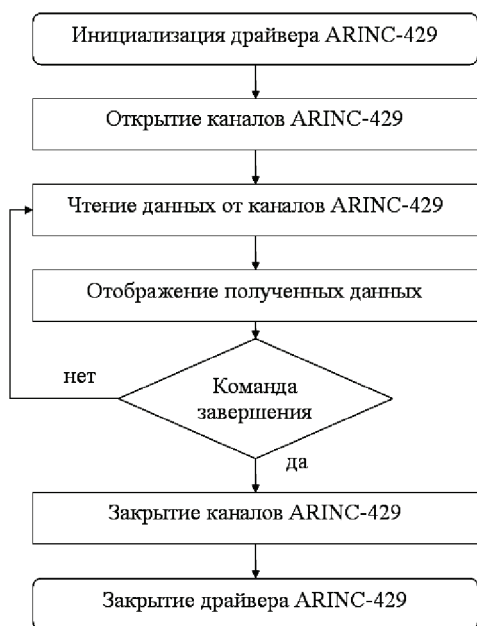 Инициализация драйвера ARINC-429
Открытие каналов ARINC-429
Чтение данных от каналов ARINC-429
Отображение полученных данных
нет
Команда
завершения
да
Закрытие каналов ARINC-429
Закрытие драйвера ARINC-429